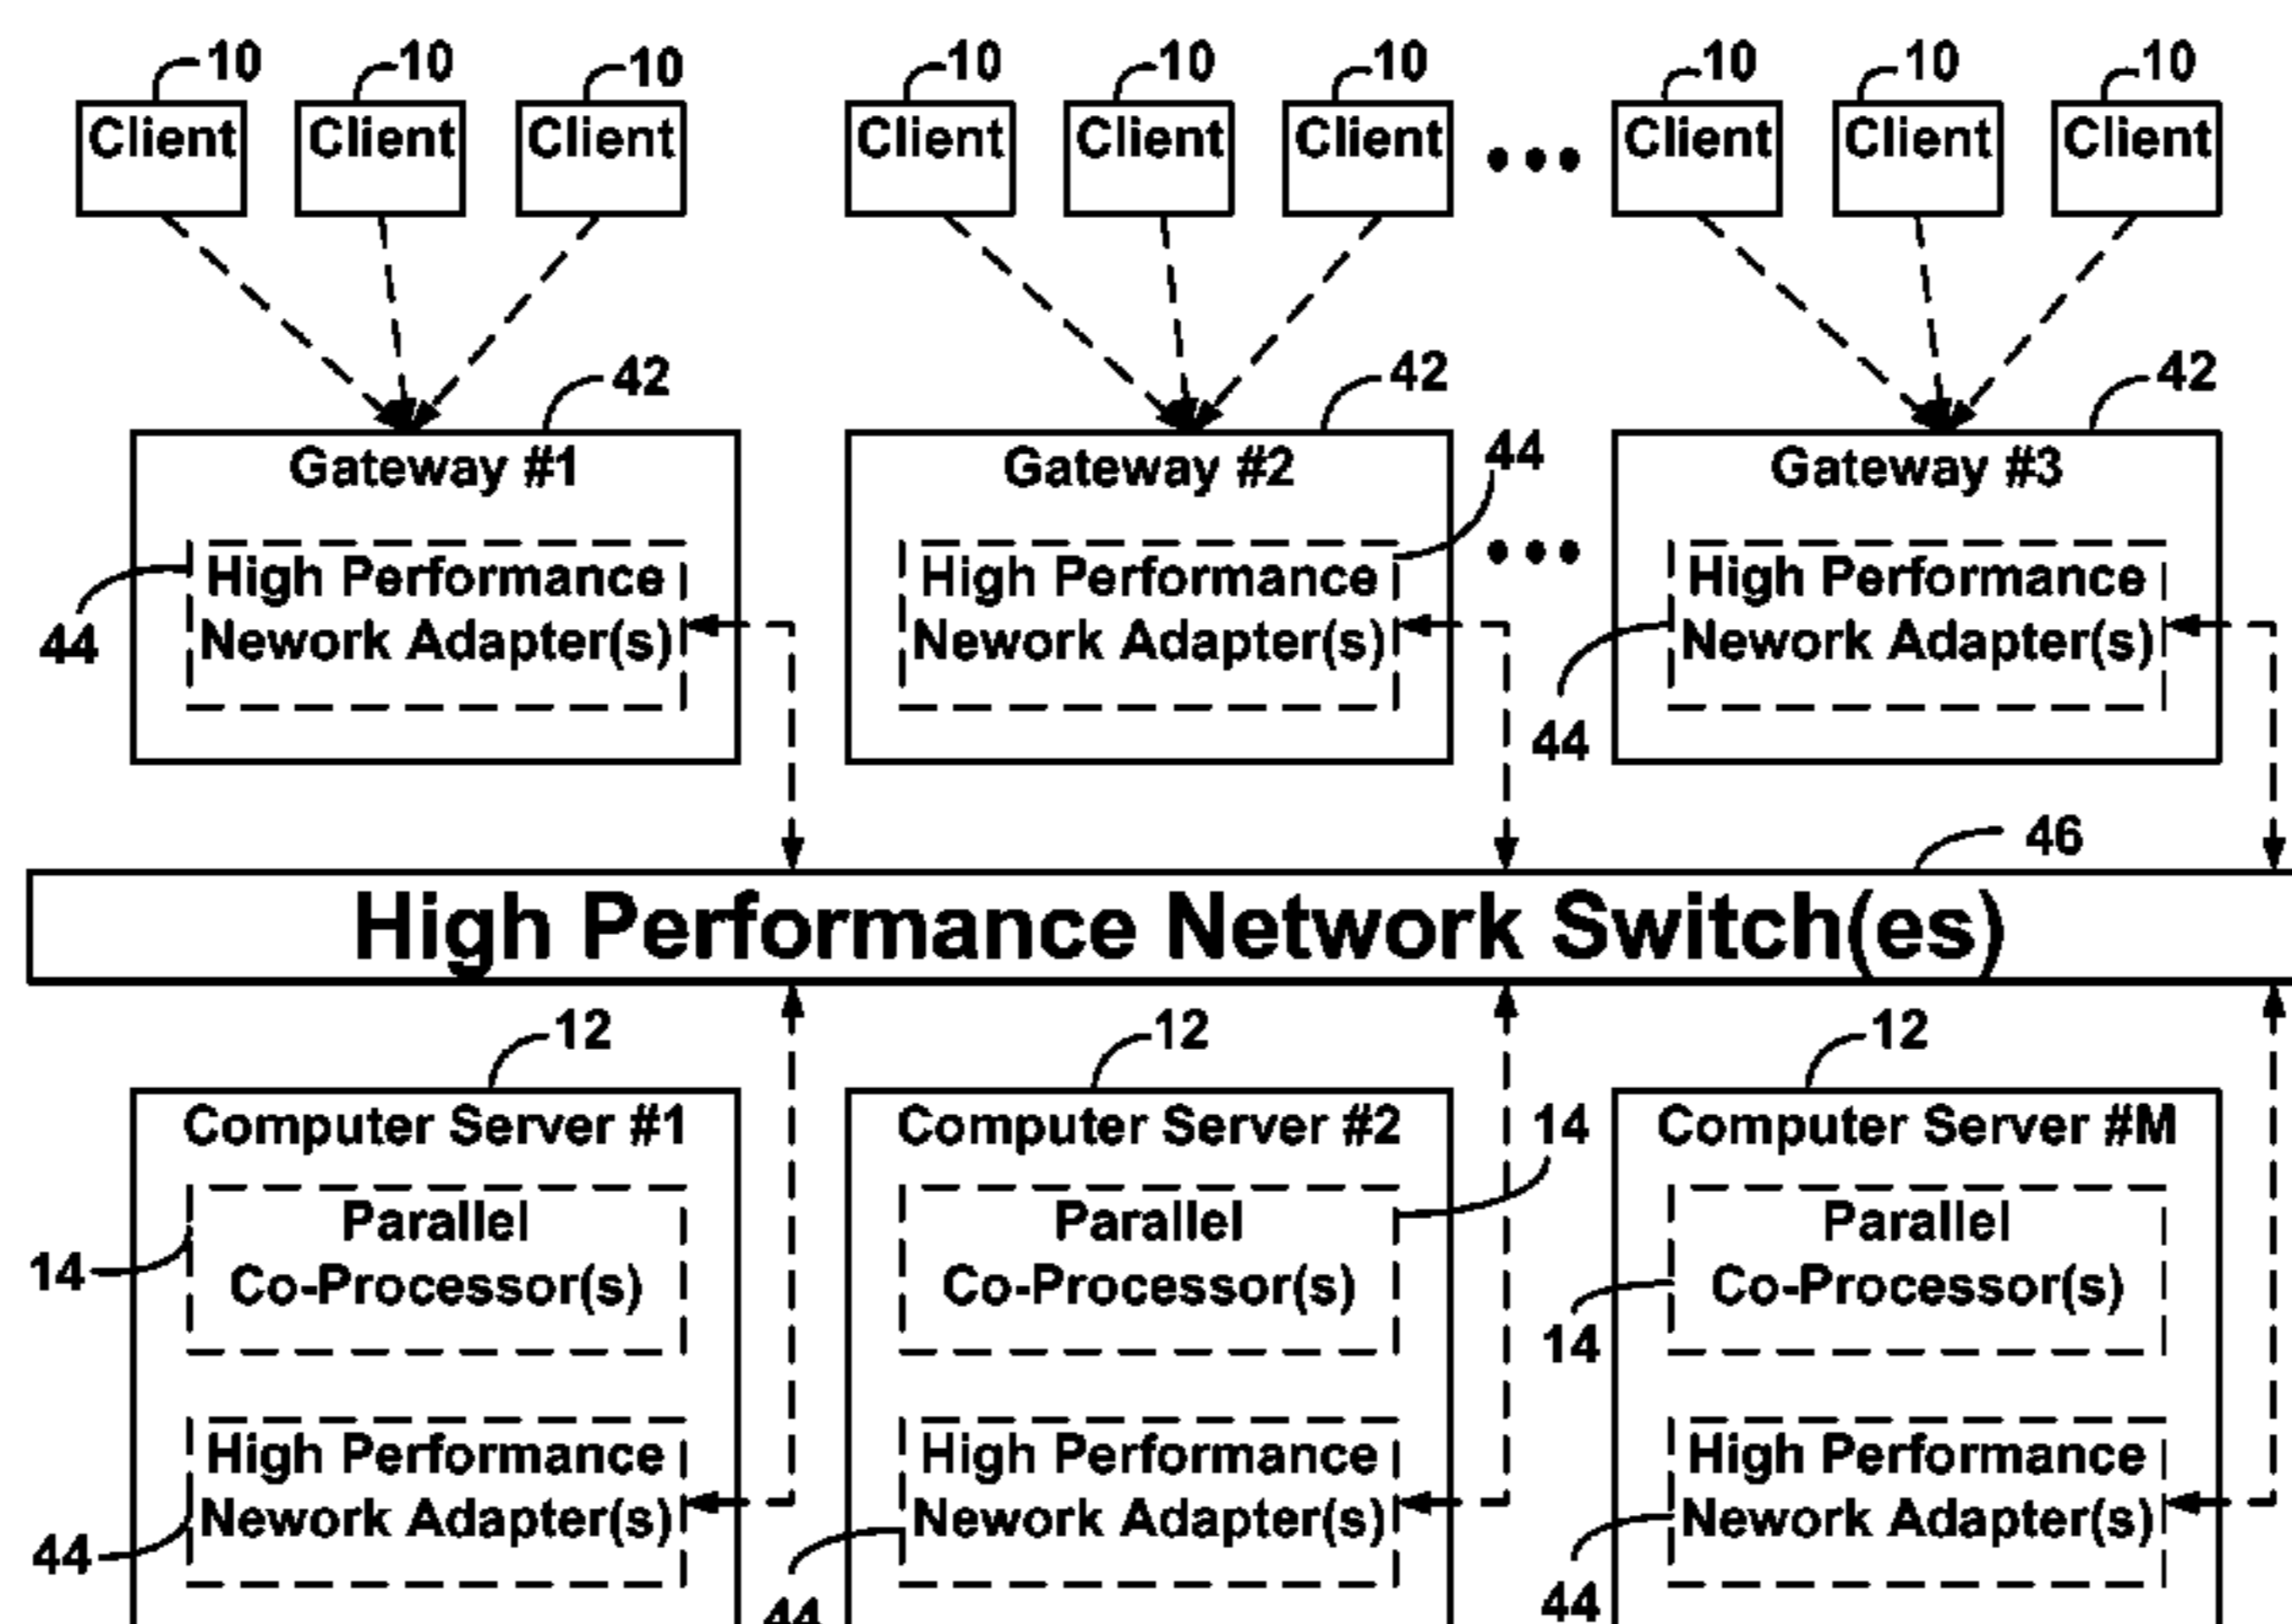 10 10 10 10 10 10 10 10 10
Client Client Client Client Client Client ••• Client Client Client
42 42 42
Gateway #1 Gateway #2 44 Gateway #3
High Performance High Performance ••• High Performance
44 Nework Adapter(s) Nework Adapter(s) Nework Adapter(s)
44
46
High Performance Network Switch(es)
12 12 12
Computer Server #1 Computer Server #2 14 Computer Server #M
Parallel Parallel Parallel
14 Co-Processor(s) Co-Processor(s) Co-Processor(s)
14
High Performance High Performance High Performance
Nework Adapter(s) Nework Adapter(s) Nework Adapter(s)
44 44 44